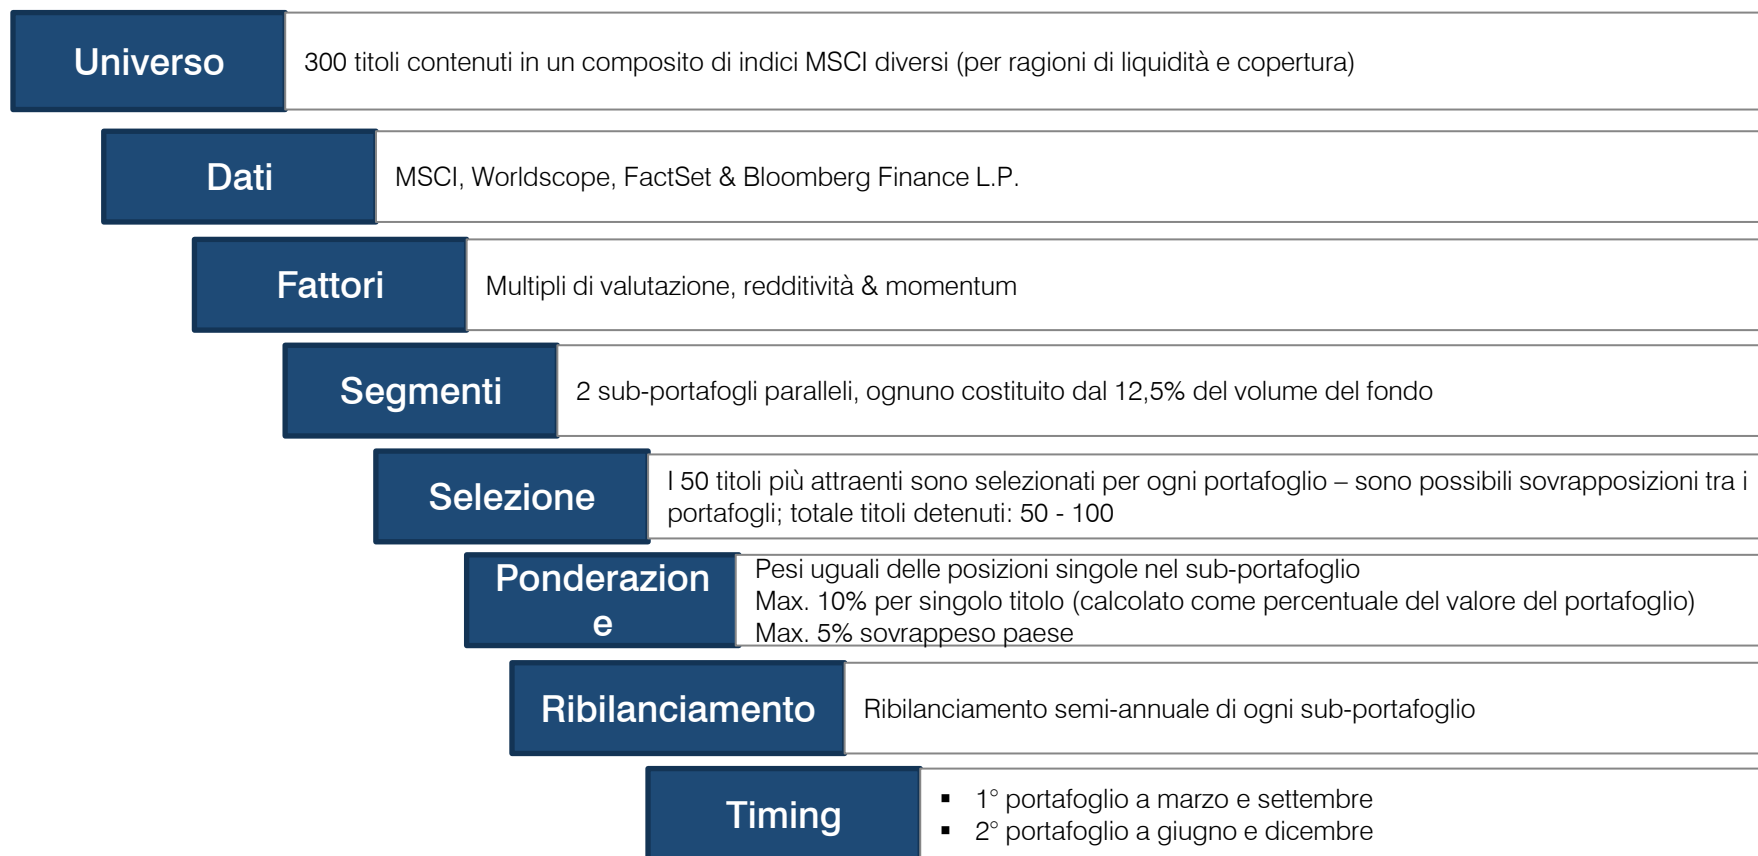 Universo
300 titoli contenuti in un composito di indici MSCI diversi (per ragioni di liquidità e copertura)
Dati
MSCI, Worldscope, FactSet & Bloomberg Finance L.P.
Fattori
Multipli di valutazione, redditività & momentum
Segmenti
2 sub-portafogli paralleli, ognuno costituito dal 12,5% del volume del fondo
Selezione
I 50 titoli più attraenti sono selezionati per ogni portafoglio – sono possibili sovrapposizioni tra i
portafogli; totale titoli detenuti: 50 - 100
Ponderazion
e
Pesi uguali delle posizioni singole nel sub-portafoglio
Max. 10% per singolo titolo (calcolato come percentuale del valore del portafoglio)
Max. 5% sovrappeso paese
Ribilanciamento
Ribilanciamento semi-annuale di ogni sub-portafoglio
Timing
▪ 1° portafoglio a marzo e settembre
▪ 2° portafoglio a giugno e dicembre